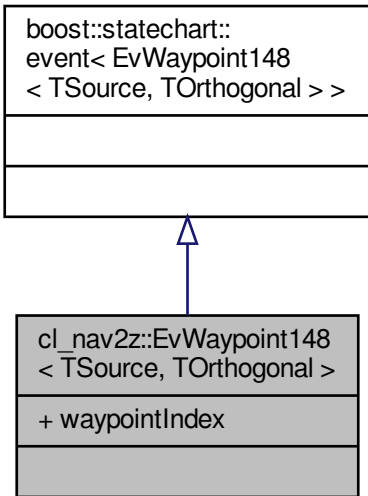 boost::statechart::
event< EvWaypoint148
< TSource, TOrthogonal > >
cl_nav2z::EvWaypoint148
< TSource, TOrthogonal >
+ waypointIndex